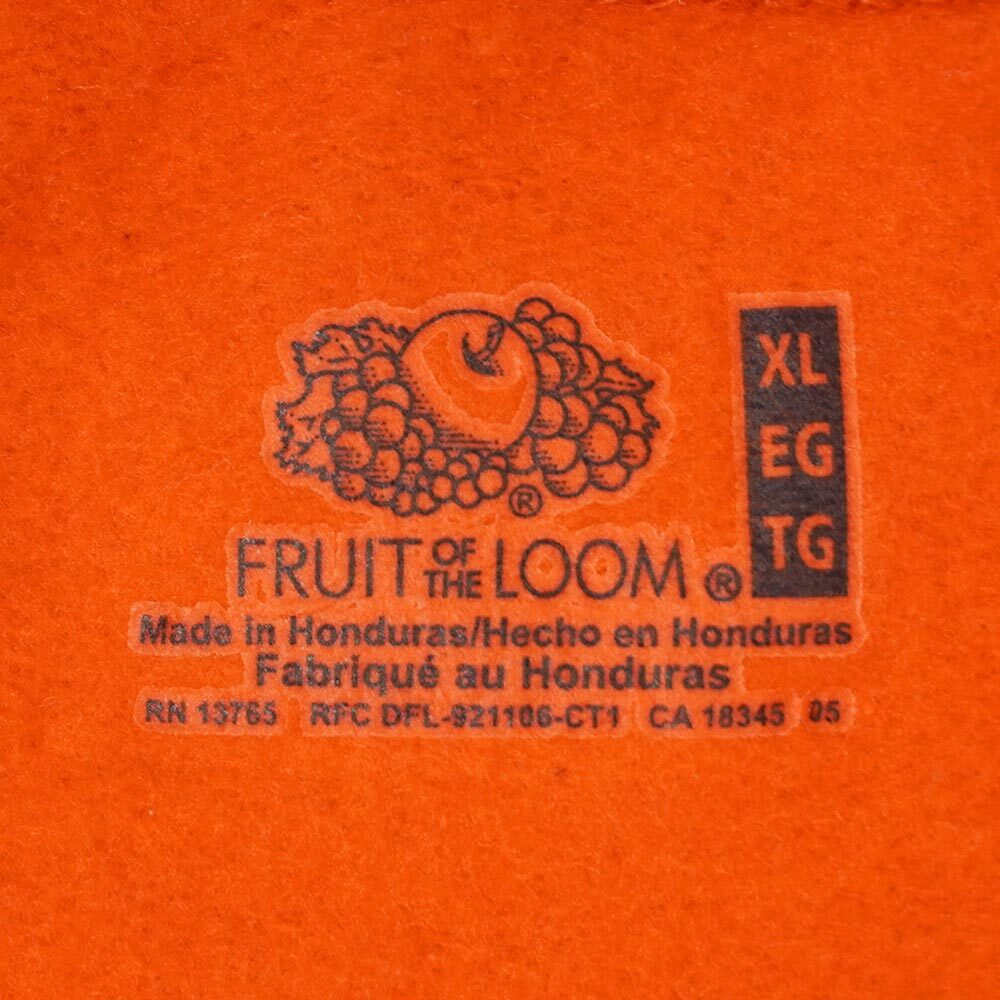 ®
FRUIT OF THE LOOM ®
XL
EG
TG
Made in Honduras/Hecho en Honduras
Fabriqué au Honduras
RN 13765 RFC DFL-921106-CT1 CA 18345 05